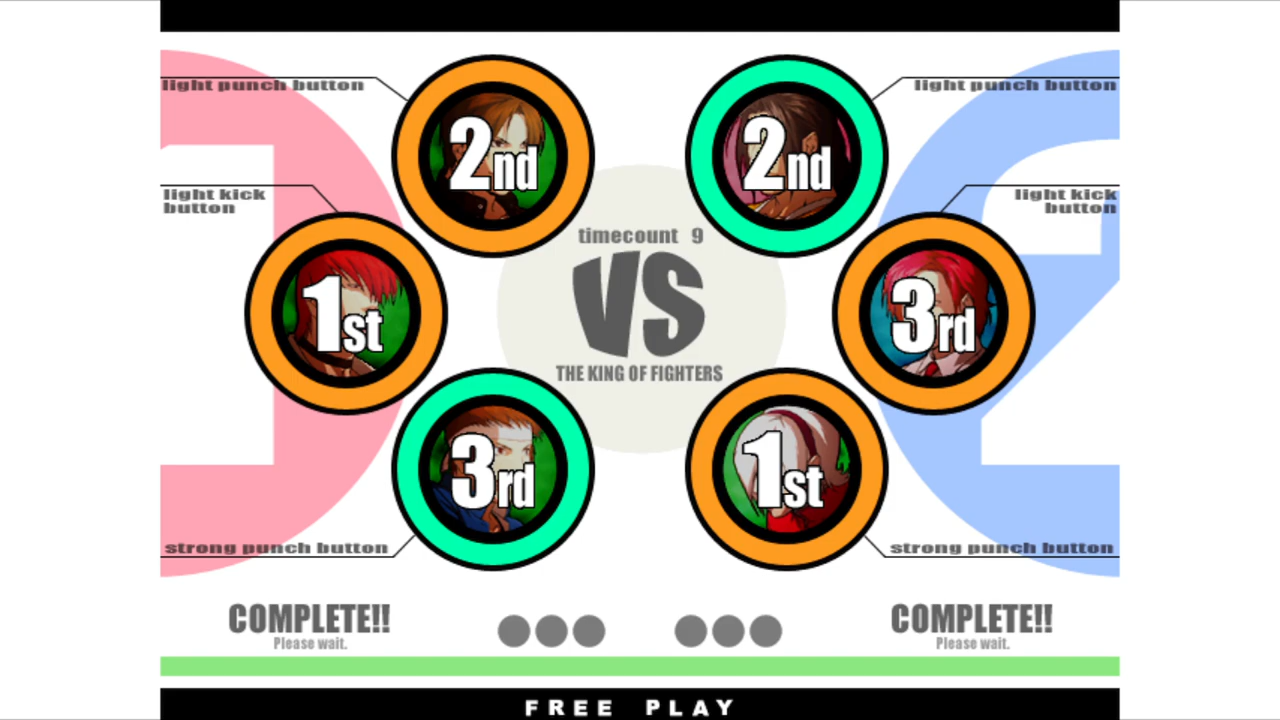 light punch button
light punch button
2nd
2nd
light kick
button
light kick
button
timecount 9
VS
THE KING OF FIGHTERS
1st
3rd
3rd
1st
strong punch button
strong punch button
COMPLETE!!
Please wait.
COMPLETE!!
Please wait.
FREE PLAY
1
2